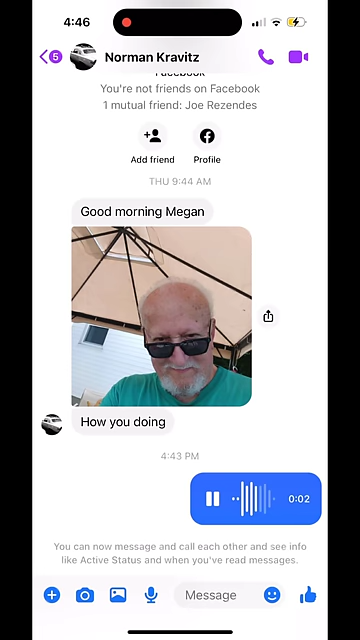 4:46
5
Norman Kravitz
Facebook
You're not friends on Facebook
1 mutual friend: Joe Rezendes
Add friend
Profile
THU 9:44 AM
Good morning Megan
How you doing
4:43 PM
0:02
You can now message and call each other and see info
like Active Status and when you've read messages.
Message